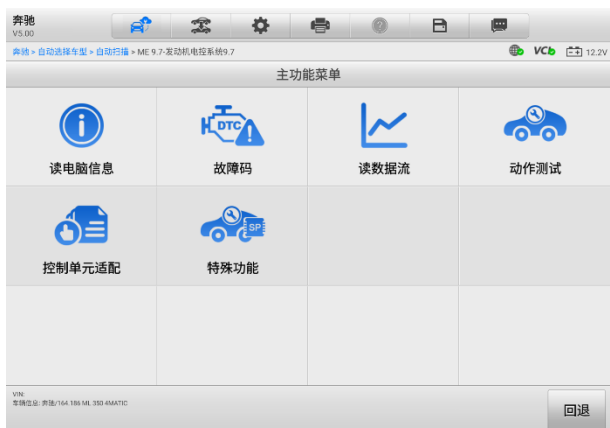 奔驰
V5.00
奔驰 > 自动选择车型 > 自动扫描 > ME 9.7-发动机电控系统9.7
VCI
12.2V
主功能菜单
读电脑信息
DTC
故障码
读数据流
动作测试
控制单元适配
SP
特殊功能
VIN:
车辆信息: 奔驰/164.186 ML 350 4MATIC
回退